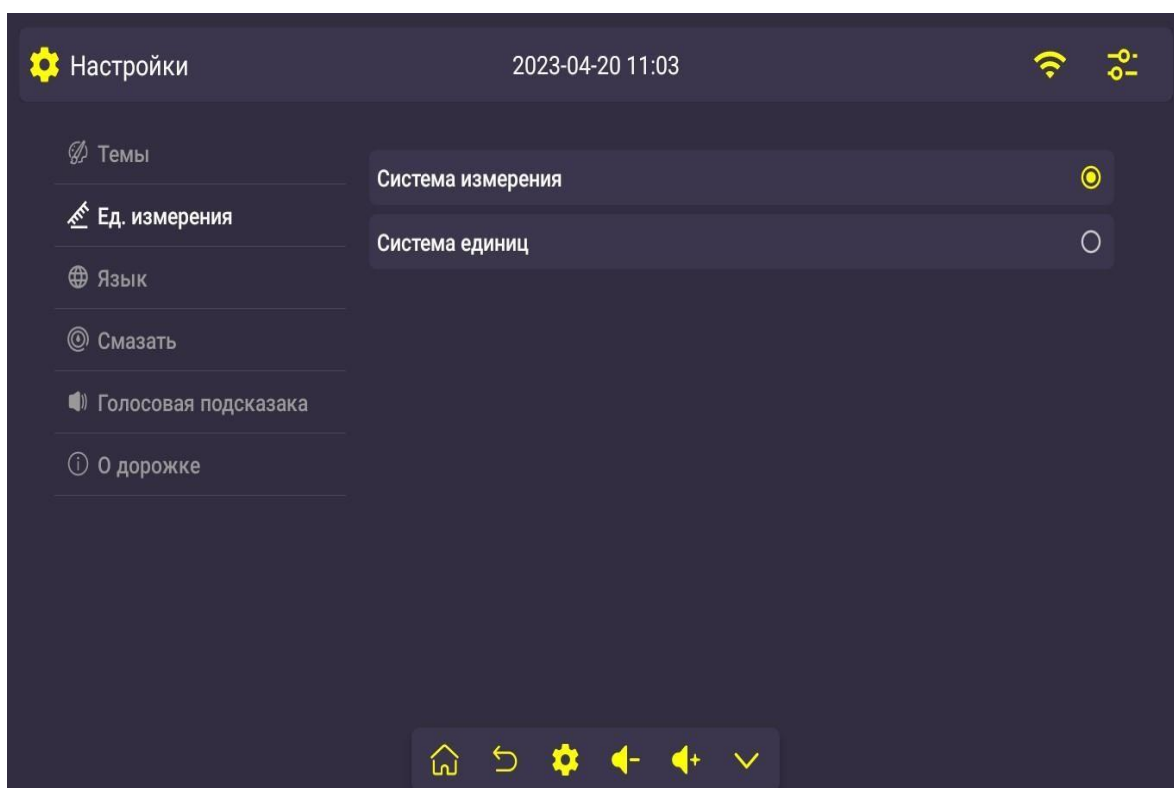 Настройки
2023-04-20 11:03
Темы
Ед. измерения
Язык
Смазать
Голосовая подсказака
О дорожке
Система измерения
Система единиц